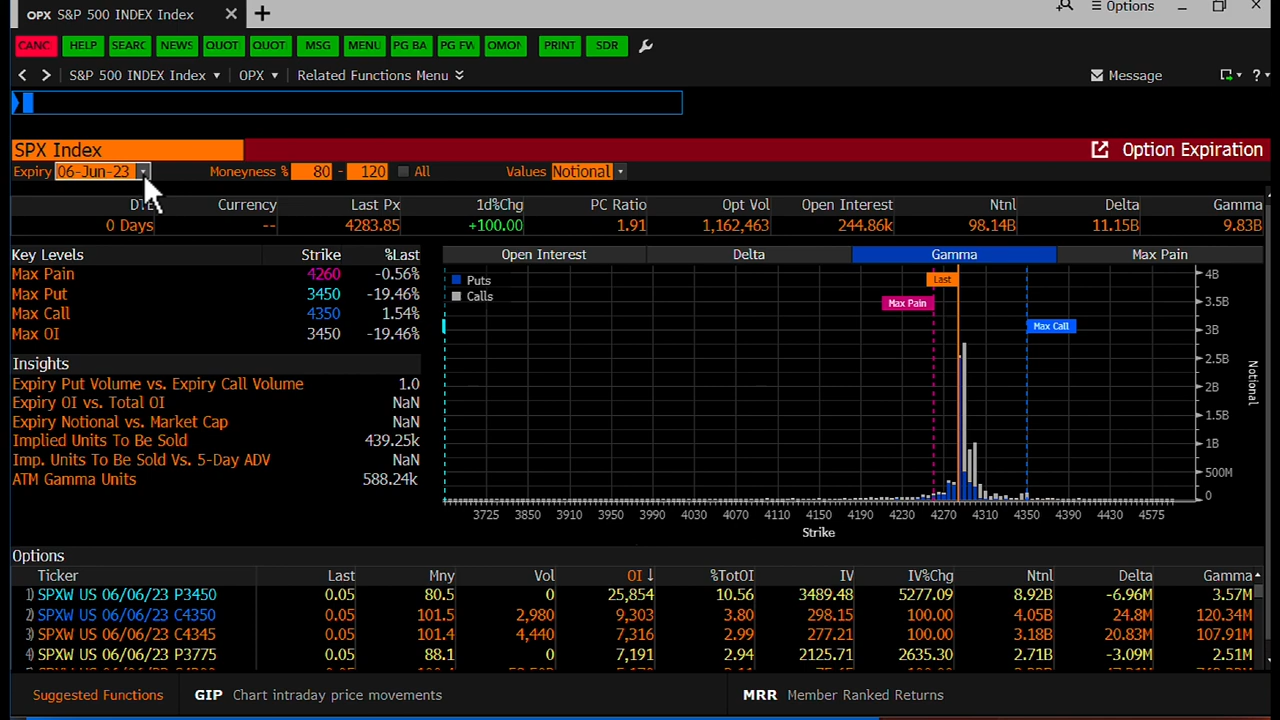 OPX S&P 500 INDEX Index
Options
CANC HELP SEARC NEWS QUOT QUOT MSG MENU PG BA PG FW OMON PRINT SDR
S&P 500 INDEX Index OPX Related Functions Menu Message ?
SPX Index Option Expiration
Expiry 06-Jun-23 Moneyness % 80 - 120 All Values Notional
Currency Last Px 1d%Chg PC Ratio Opt Vol Open Interest Ntnl Delta Gamma
0 Days -- 4283.85 +100.00 1.91 1,162,463 244.86k 98.14B 11.15B 9.83B
Key Levels Strike %Last
Max Pain 4260 -0.56%
Max Put 3450 -19.46%
Max Call 4350 1.54%
Max OI 3450 -19.46%
Insights
Expiry Put Volume vs. Expiry Call Volume 1.0
Expiry OI vs. Total OI NaN
Expiry Notional vs. Market Cap NaN
Implied Units To Be Sold 439.25k
Imp. Units To Be Sold Vs. 5-Day ADV NaN
ATM Gamma Units 588.24k
Open Interest Delta Gamma Max Pain
Puts
Calls
Last
Max Pain
Max Call
4B
3.5B
3B
2.5B
2B
1.5B
1B
500M
0
Notional
3725 3850 3910 3950 3990 4030 4070 4110 4150 4190 4230 4270 4310 4350 4390 4430 4575
Strike
Options
Ticker Last Mny Vol OI ↓ %TotOI IV IV%Chg Ntnl Delta Gamma
1) SPXW US 06/06/23 P3450 0.05 80.5 0 25,854 10.56 3489.48 5277.09 8.92B -6.96M 3.57M
2) SPXW US 06/06/23 C4350 0.05 101.5 2,980 9,303 3.80 298.15 100.00 4.05B 24.8M 120.34M
3) SPXW US 06/06/23 C4345 0.05 101.4 4,440 7,316 2.99 277.21 100.00 3.18B 20.83M 107.91M
4) SPXW US 06/06/23 P3775 0.05 88.1 0 7,191 2.94 2125.71 2635.30 2.71B -3.09M 2.51M
Suggested Functions GIP Chart intraday price movements MRR Member Ranked Returns